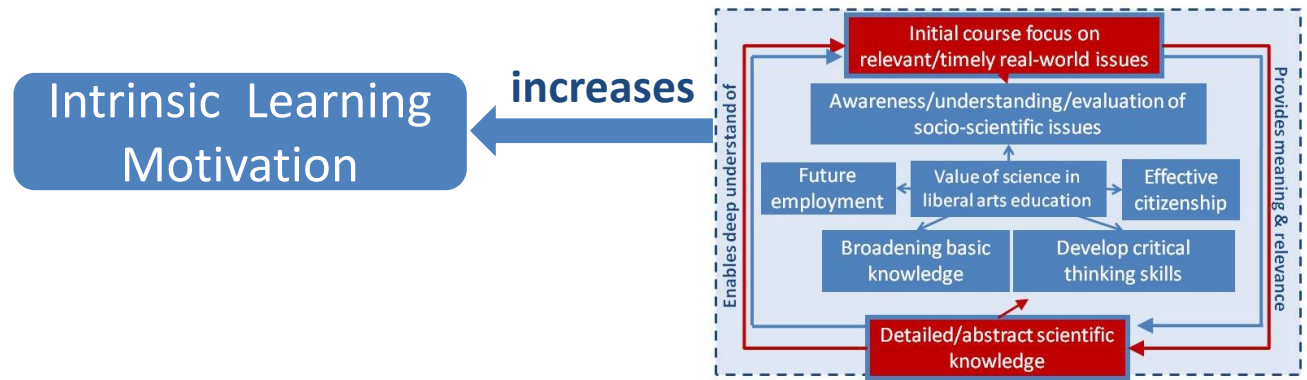 Intrinsic Learning
Motivation
increases
Enables deep understand of
Initial course focus on
relevant/timely real-world issues
Awareness/understanding/evaluation of
socio-scientific issues
Future
employment
Value of science in
liberal arts education
Effective
citizenship
Broadening basic
knowledge
Develop critical
thinking skills
Detailed/abstract scientific
knowledge
Provides meaning & relevance